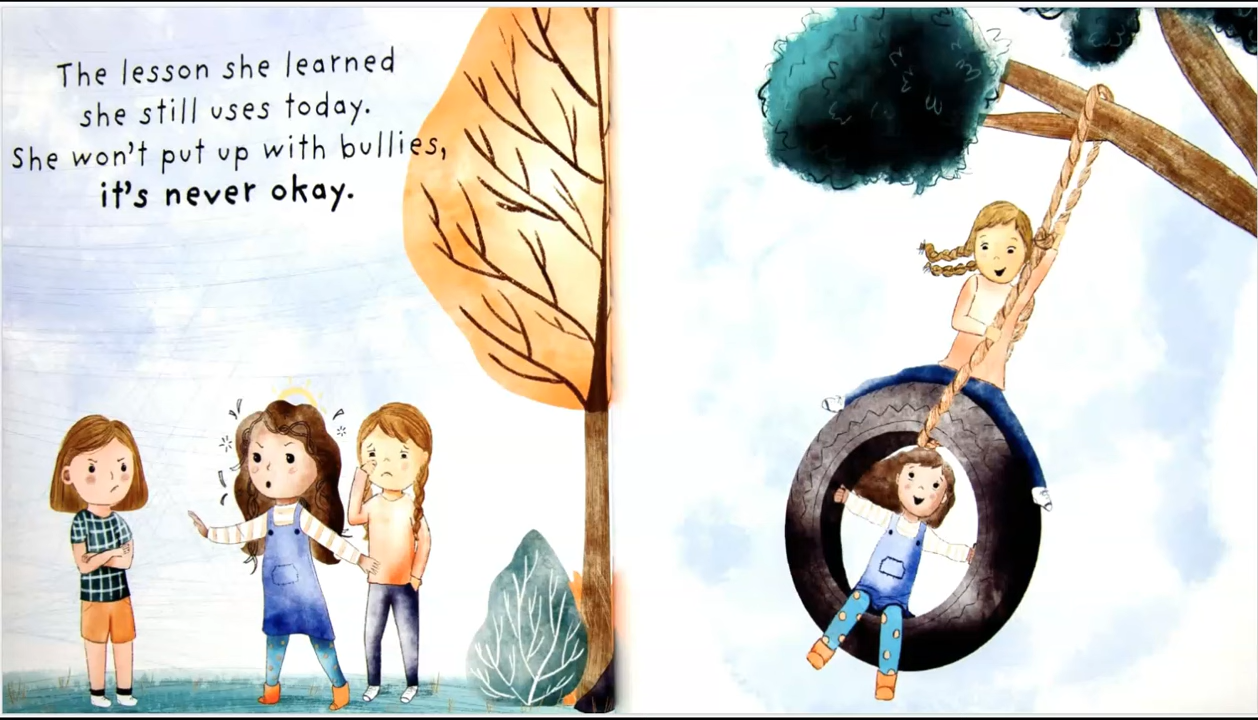 The lesson she learned
she still uses today.
She won't put up with bullies,
it's never okay.